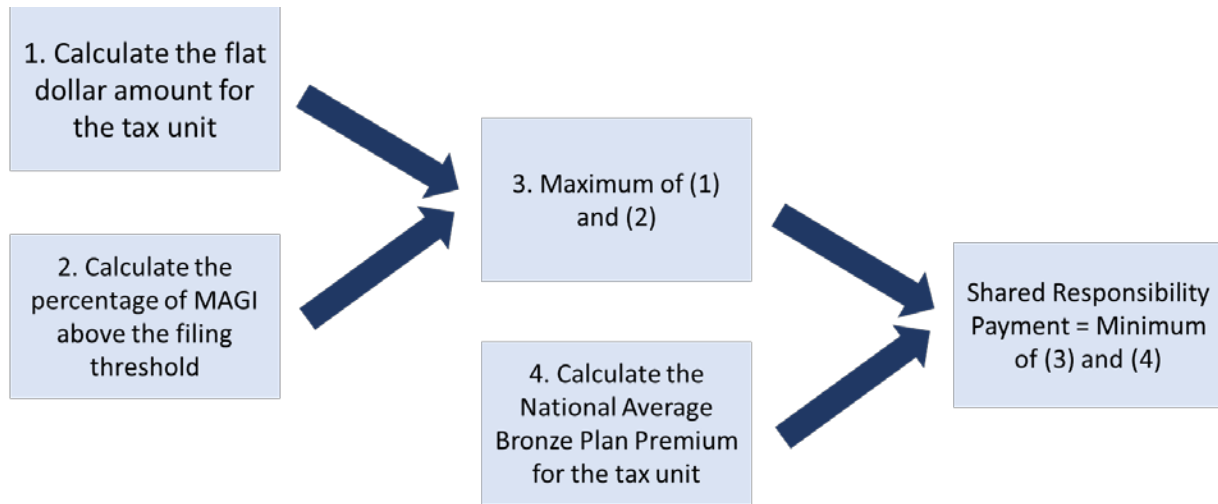 1. Calculate the flat
dollar amount for
the tax unit
2. Calculate the
percentage of MAGI
above the filing
threshold
3. Maximum of (1)
and (2)
4. Calculate the
National Average
Bronze Plan Premium
for the tax unit
Shared Responsibility
Payment = Minimum
of (3) and (4)